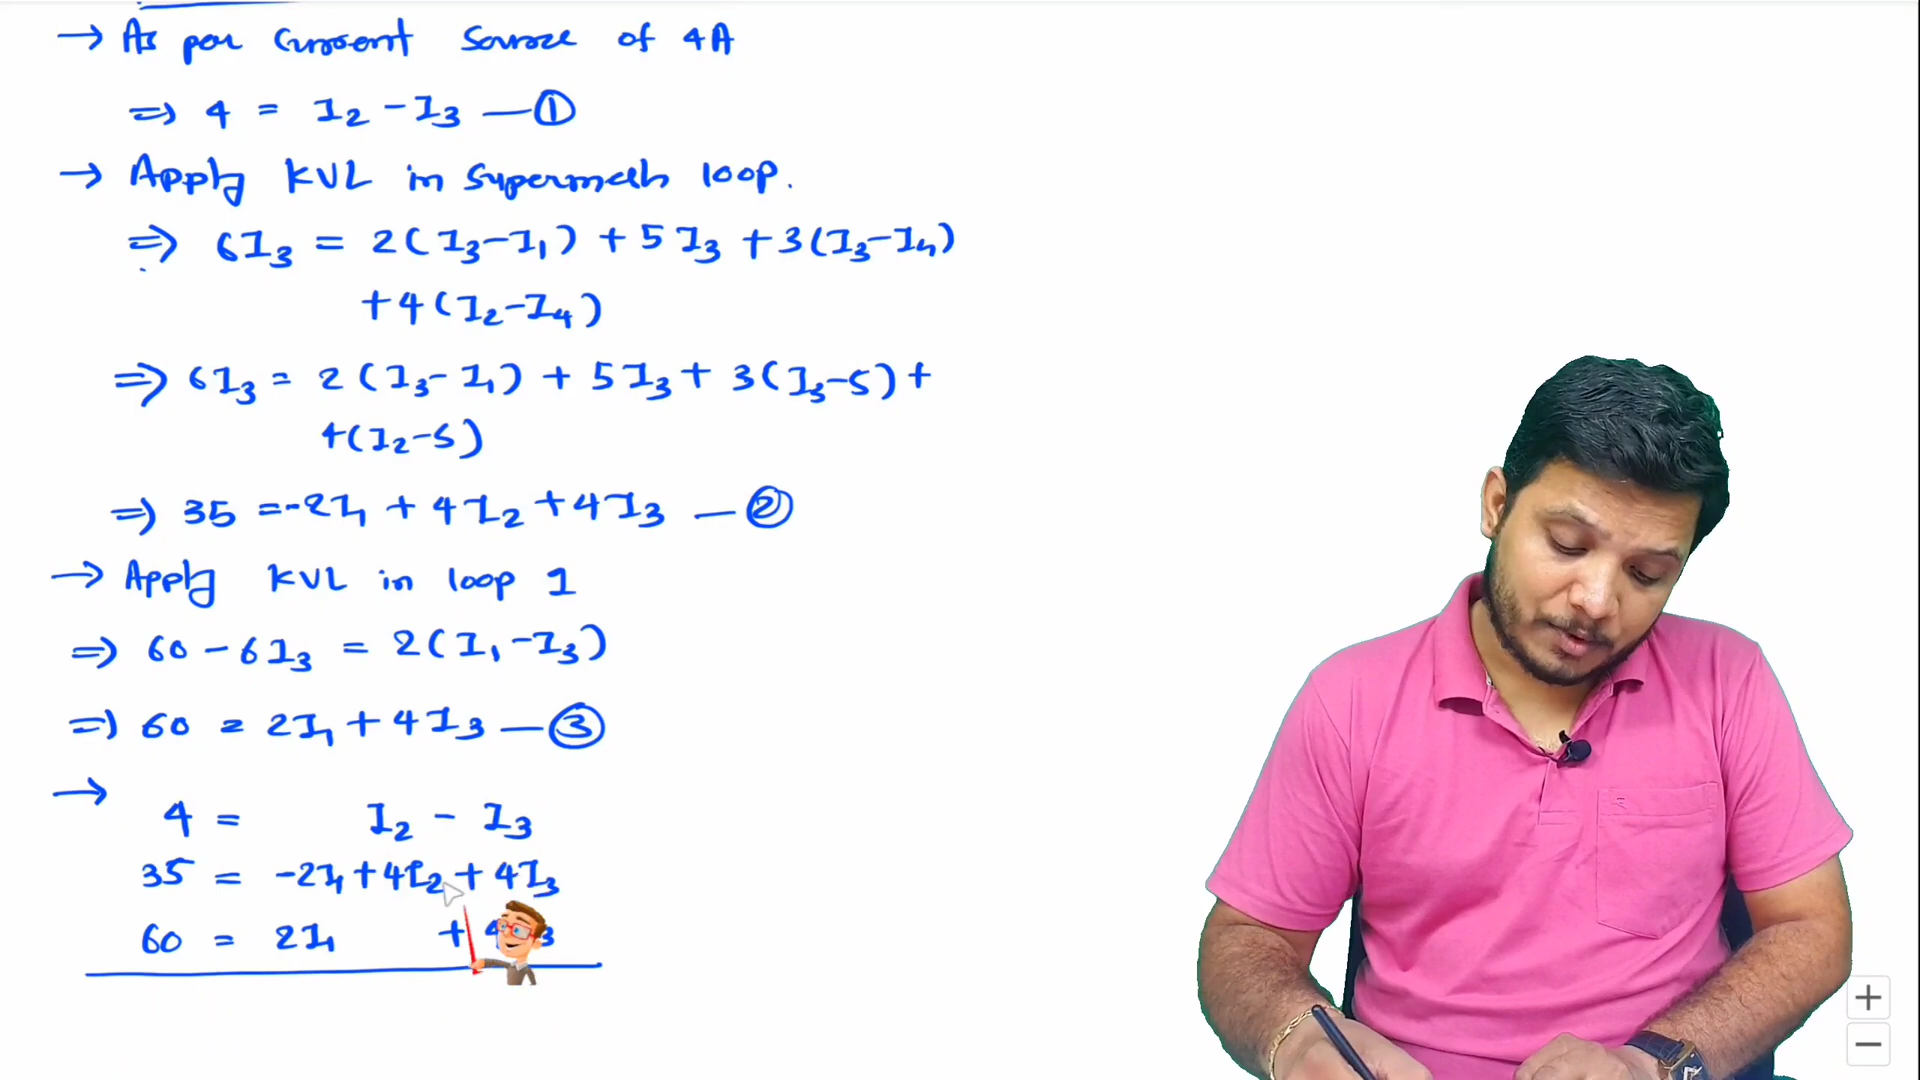 → As per Current Source of 4A
⇒ 4 = I₂ - I₃ — ①
→ Apply KVL in Supermesh loop.
⇒ 6I₃ = 2(I₃-I₁) + 5I₃ + 3(I₃-I₄)
+4(I₂-I₄)
⇒ 6I₃ = 2(I₃-I₁) + 5I₃ + 3(I₃-5) +
4(I₂-5)
⇒ 35 = -2I₁ + 4I₂ + 4I₃ — ②
→ Apply KVL in loop 1
⇒ 60 - 6I₃ = 2(I₁-I₃)
⇒ 60 = 2I₁ + 4I₃ — ③
→
4 = I₂ - I₃
35 = -2I₁ + 4I₂ + 4I₃
60 = 2I₁ + 4 3